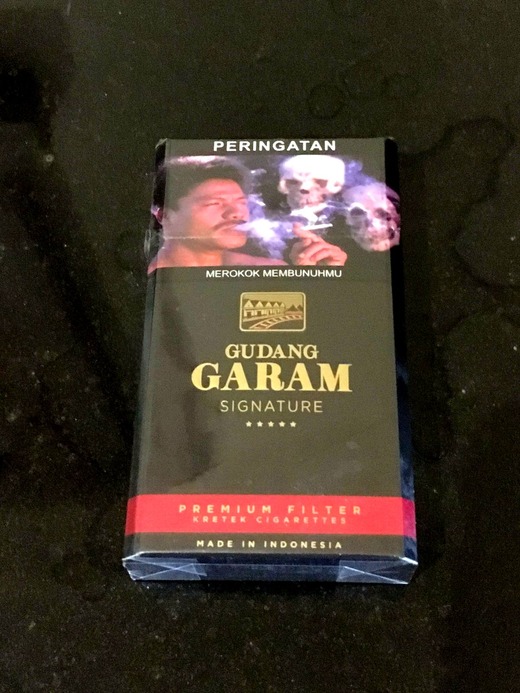 PERINGATAN
MEROKOK MEMBUNUHMU
GUDANG
GARAM
SIGNATURE
PREMIUM FILTER
KRETEK CIGARETTES
MADE IN INDONESIA